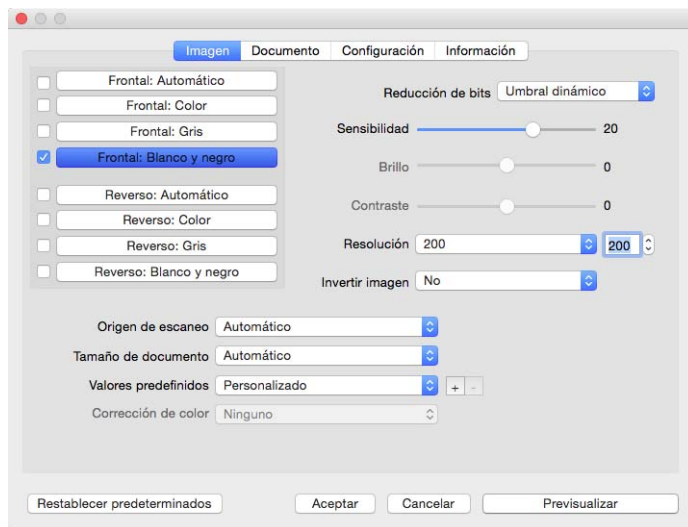 Imagen Documento Configuración Información
Frontal: Automático
Frontal: Color
Frontal: Gris
Frontal: Blanco y negro
Reverso: Automático
Reverso: Color
Reverso: Gris
Reverso: Blanco y negro
Reducción de bits Umbral dinámico
Sensibilidad 20
Brillo 0
Contraste 0
Resolución 200 200
Invertir imagen No
Origen de escaneo Automático
Tamaño de documento Automático
Valores predefinidos Personalizado + -
Corrección de color Ninguno
Restablecer predeterminados Aceptar Cancelar Previsualizar